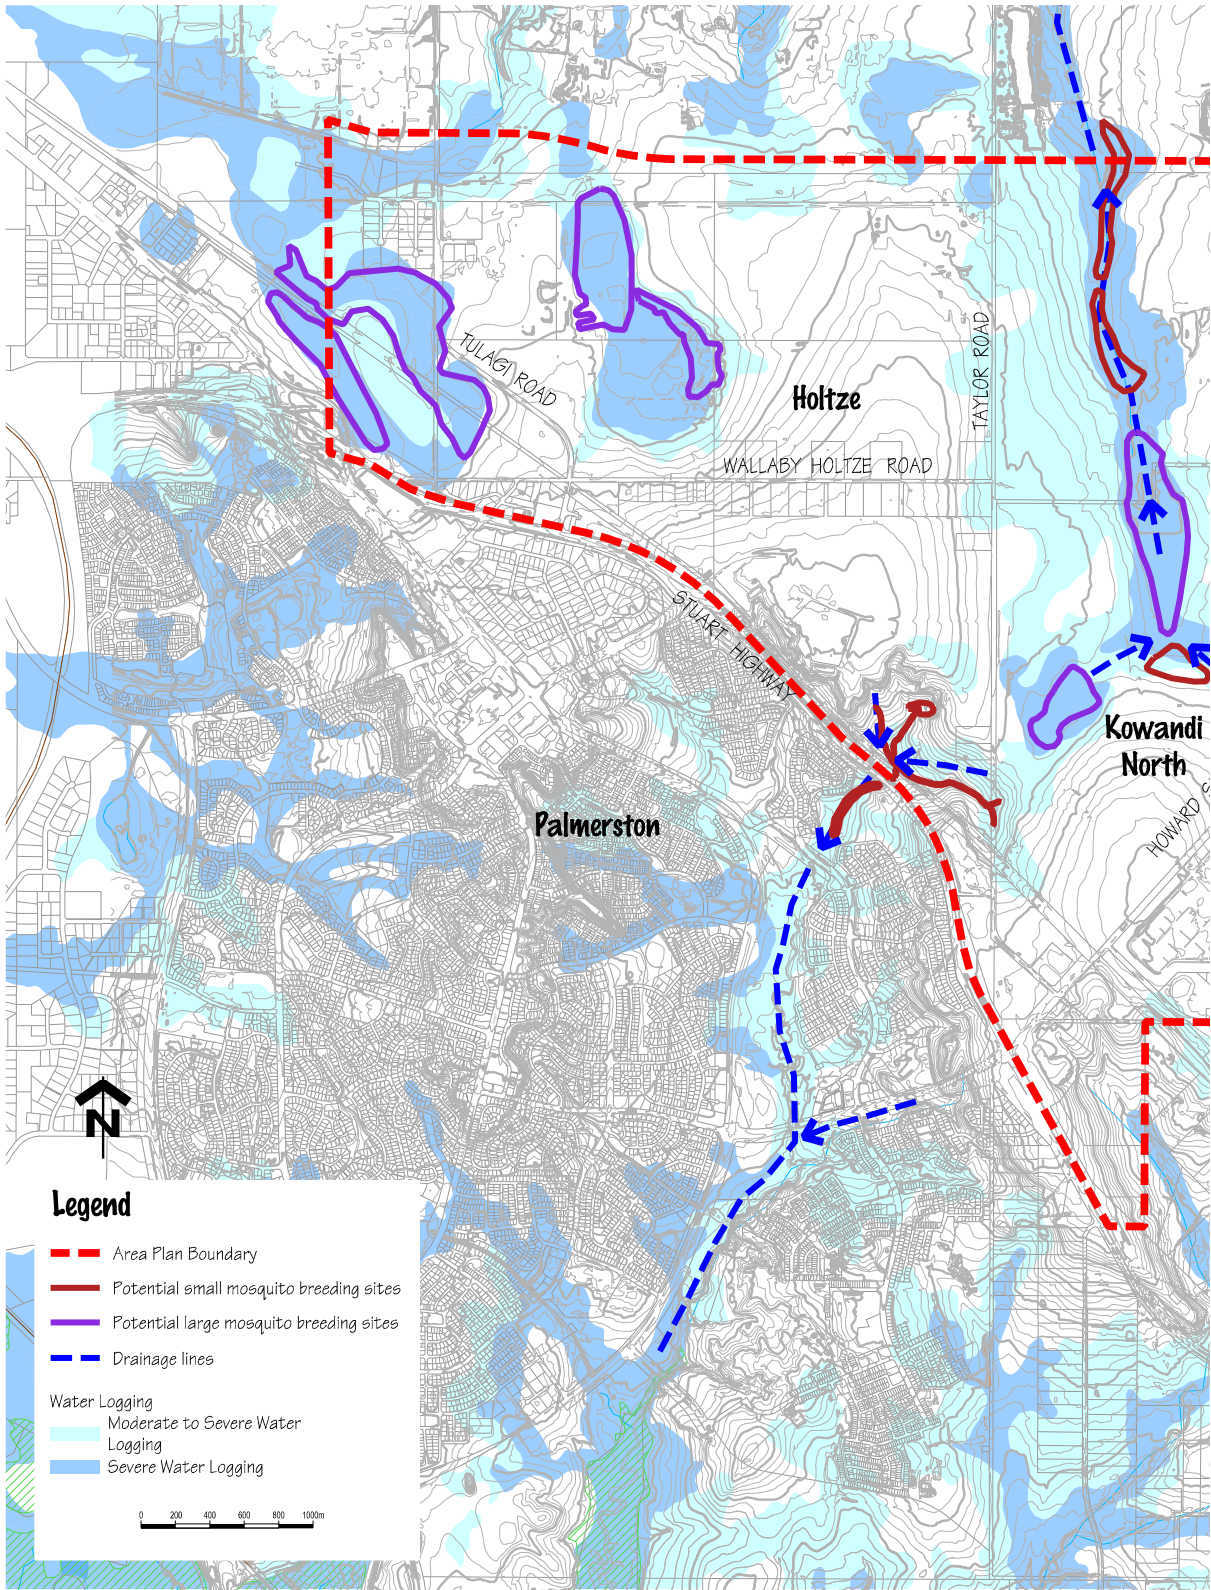 TULAGI ROAD
Holtze
TAYLOR ROAD
WALLABY HOLTZE ROAD
STUART HIGHWAY
Kowandi
North
HOWARD
Palmerston
N
Legend
Area Plan Boundary
Potential small mosquito breeding sites
Potential large mosquito breeding sites
Drainage lines
Water Logging
Moderate to Severe Water
Logging
Severe Water Logging
0 200 400 600 800 1000m